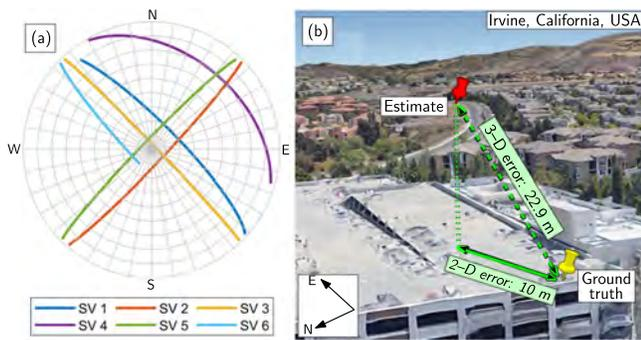 (a)
N
W
E
S
SV 1
SV 2
SV 3
SV 4
SV 5
SV 6
(b)
Irvine, California, USA
Estimate
3–D error: 22.9 m
2–D error: 10 m
Ground
truth
E
N